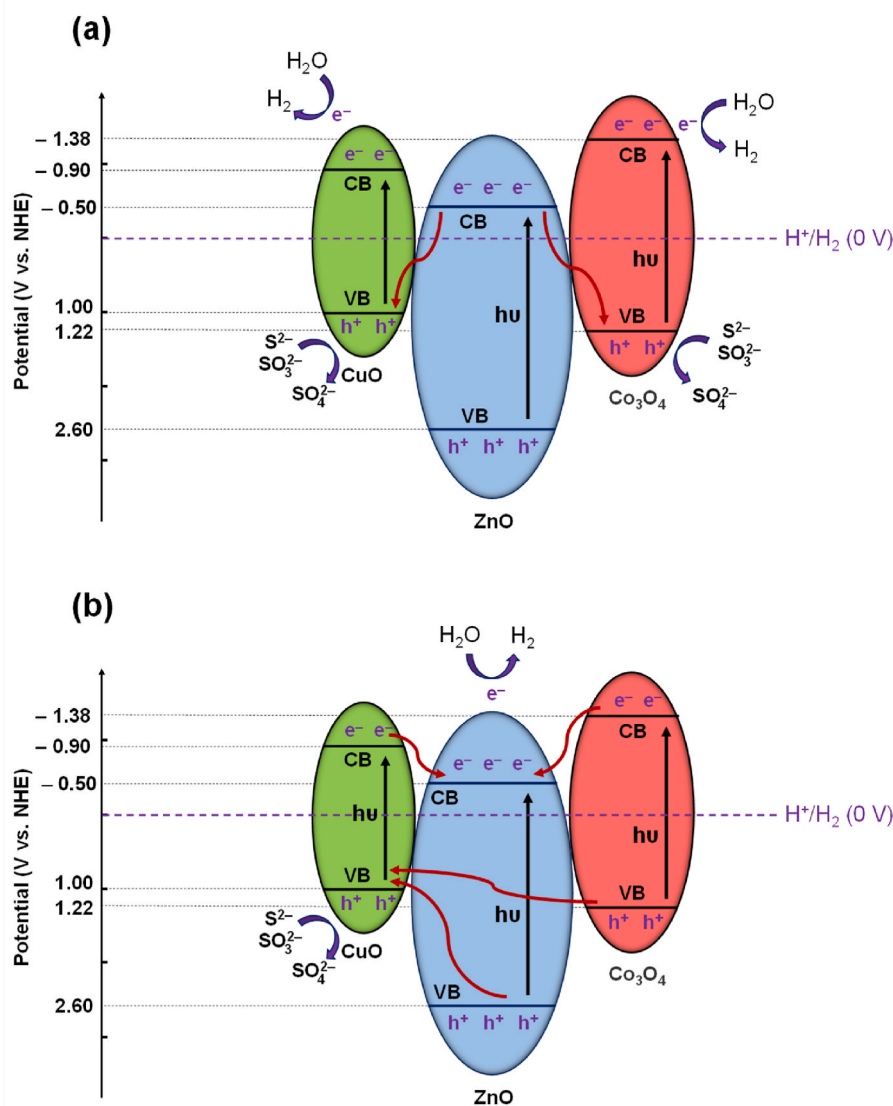 (a)
H₂O
H₂
e⁻
e⁻ e⁻ e⁻
H₂O
H₂
– 1.38
– 0.90
– 0.50
1.00
1.22
2.60
Potential (V vs. NHE)
e⁻ e⁻
CB
CB
e⁻ e⁻ e⁻
CB
H⁺/H₂ (0 V)
hυ
hυ
VB
h⁺ h⁺
CuO
S²⁻
SO₃²⁻
SO₄²⁻
VB
h⁺ h⁺
Co₃O₄
S²⁻
SO₃²⁻
SO₄²⁻
VB
h⁺ h⁺ h⁺
ZnO
(b)
H₂O
H₂
e⁻
– 1.38
– 0.90
– 0.50
1.00
1.22
2.60
Potential (V vs. NHE)
e⁻ e⁻
CB
e⁻ e⁻
CB
e⁻ e⁻ e⁻
CB
H⁺/H₂ (0 V)
hυ
hυ
hυ
VB
h⁺ h⁺
CuO
S²⁻
SO₃²⁻
SO₄²⁻
VB
h⁺ h⁺
Co₃O₄
VB
h⁺ h⁺ h⁺
ZnO